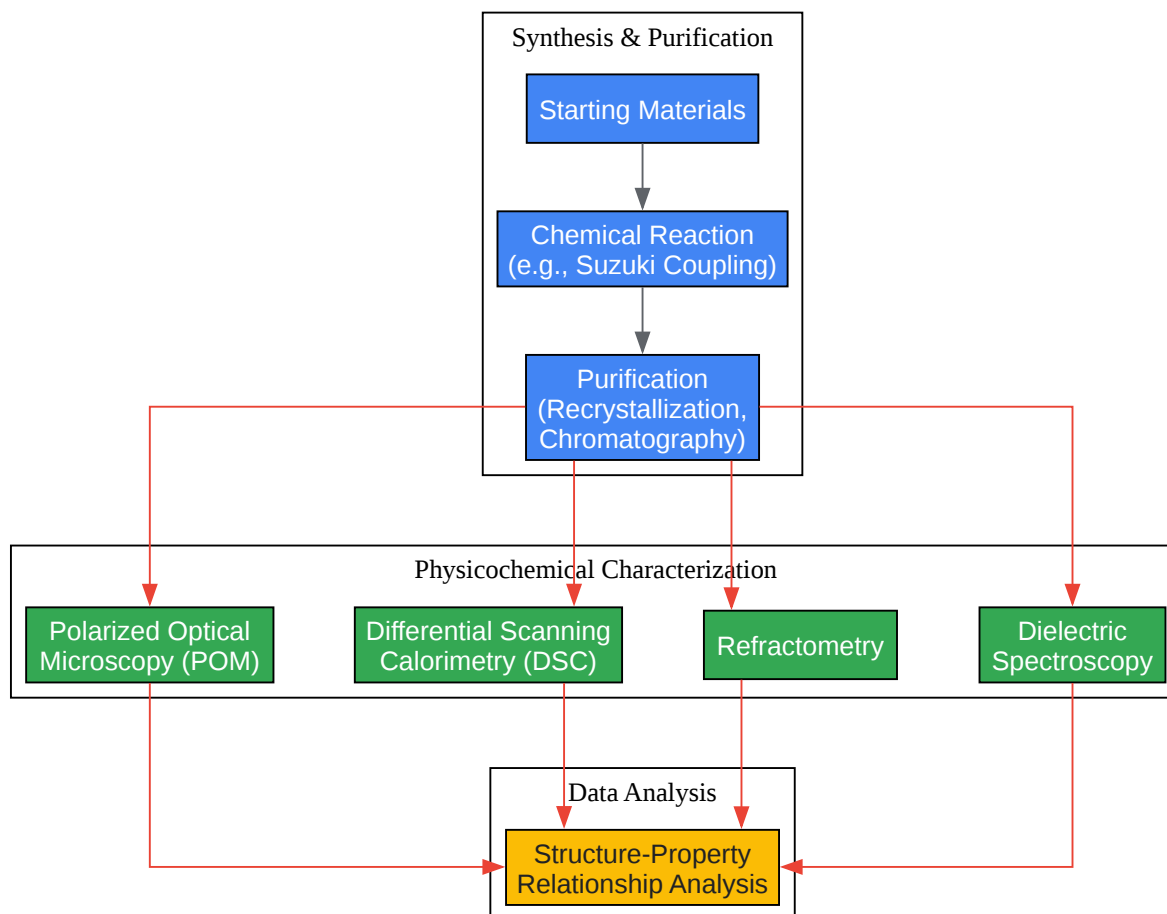 Synthesis & Purification
Starting Materials
Chemical Reaction
(e.g., Suzuki Coupling)
Purification
(Recrystallization,
Chromatography)
Physicochemical Characterization
Polarized Optical
Microscopy (POM)
Differential Scanning
Calorimetry (DSC)
Refractometry
Dielectric
Spectroscopy
Data Analysis
Structure-Property
Relationship Analysis